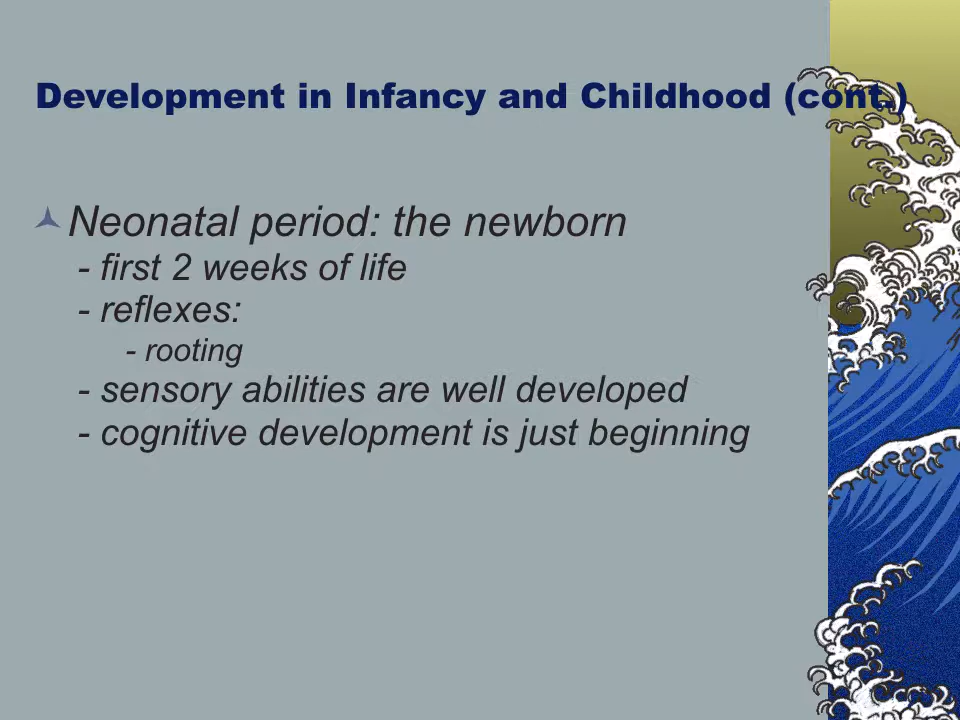 Development in Infancy and Childhood (cont.)
Neonatal period: the newborn
- first 2 weeks of life
- reflexes:
- rooting
- sensory abilities are well developed
- cognitive development is just beginning